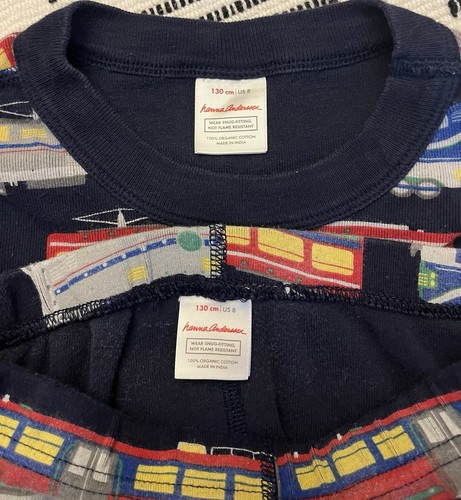 130 cm | US 8
hanna Andersson
WEAR SNUG-FITTING,
NOT FLAME RESISTANT
100% ORGANIC COTTON
MADE IN INDIA
130 cm | US 8
hanna Andersson
WEAR SNUG-FITTING,
NOT FLAME RESISTANT
100% ORGANIC COTTON
MADE IN INDIA